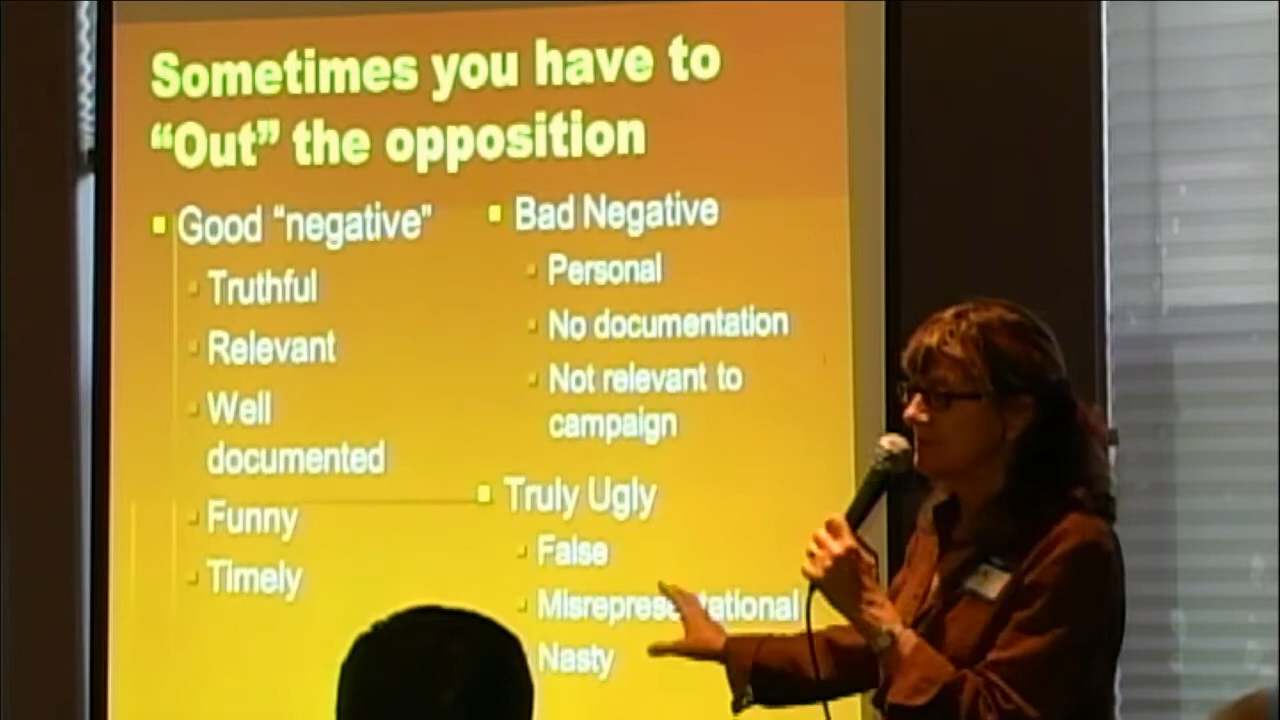 Sometimes you have to
“Out” the opposition
Good “negative”
Truthful
Relevant
Well
documented
Funny
Timely
Bad Negative
Personal
No documentation
Not relevant to
campaign
Truly Ugly
False
Misrepresentational
Nasty